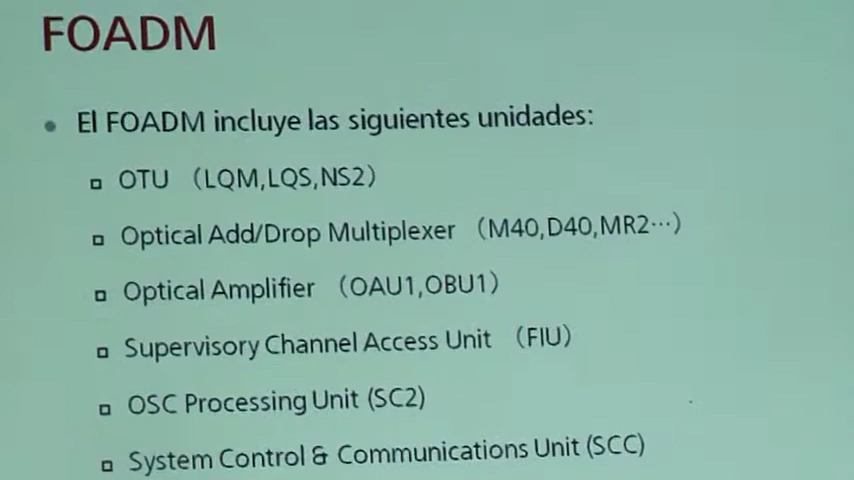 FOADM
• El FOADM incluye las siguientes unidades:
OTU （LQM,LQS,NS2）
Optical Add/Drop Multiplexer （M40,D40,MR2…）
Optical Amplifier （OAU1,OBU1）
Supervisory Channel Access Unit （FIU）
OSC Processing Unit (SC2)
System Control & Communications Unit (SCC)